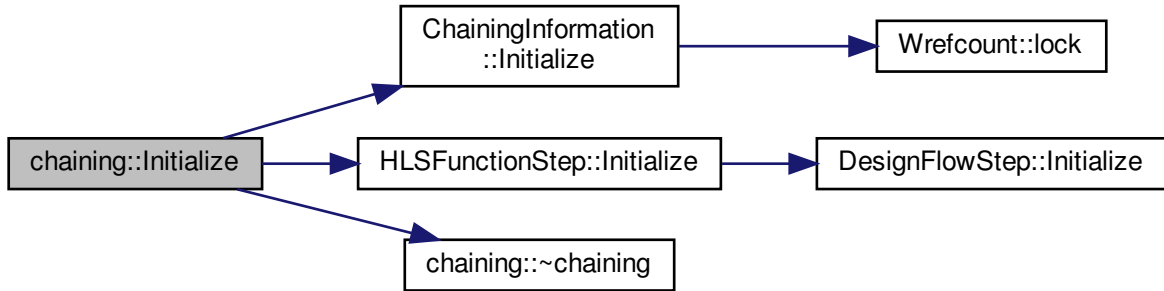 ChainingInformation
::Initialize
Wrefcount::lock
chaining::Initialize
HLSFunctionStep::Initialize
DesignFlowStep::Initialize
chaining::~chaining